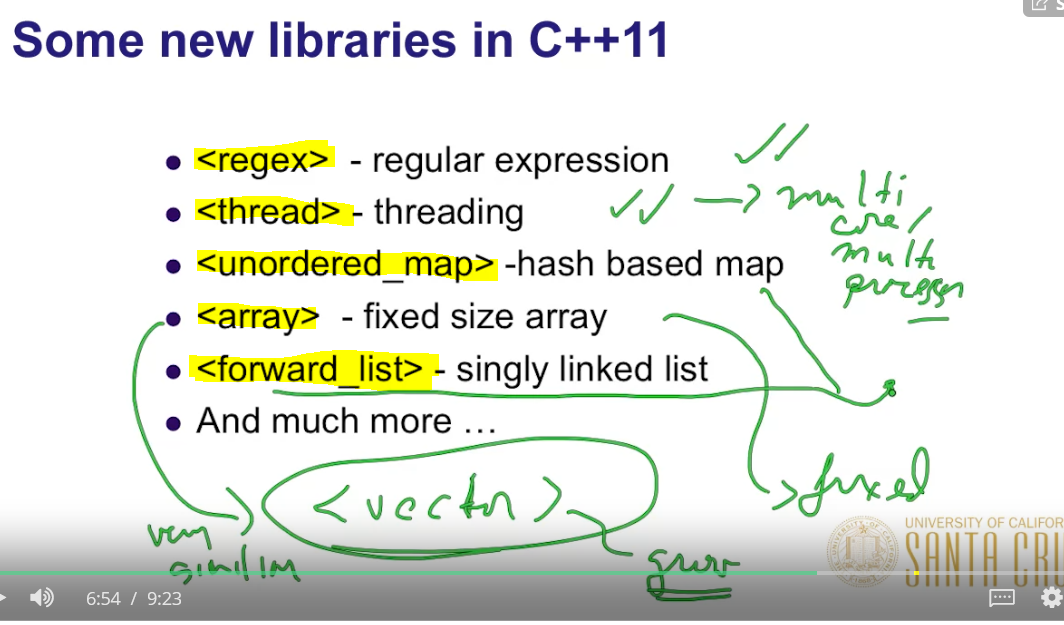 Some new libraries in C++11
<regex> - regular expression
<thread> - threading
multi
core/
multi
processor
<unordered_map> -hash based map
<array> - fixed size array
<forward_list> - singly linked list
And much more …
<vector>
fixed
very
similar
grow
UNIVERSITY OF CALIFOR
SANTA CRU
6:54 / 9:23